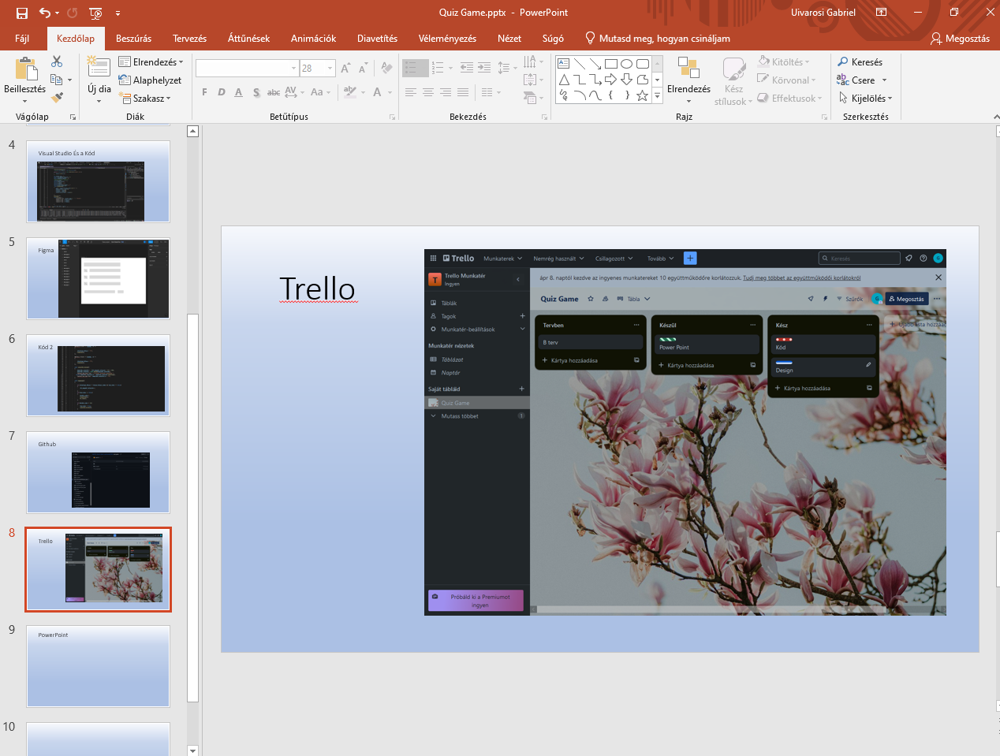 Quiz Game.pptx - PowerPoint
Uivarosi Gabriel
Fájl
Kezdőlap
Beszúrás
Tervezés
Áttűnések
Animációk
Diavetítés
Véleményezés
Nézet
Súgó
Mutasd meg, hogyan csináljam
Megosztás
Beillesztés
Vágólap
Új dia
Elrendezés
Alaphelyzet
Szakasz
Diák
28
F D A S abc AV Aa A
Betűtípus
Bekezdés
Elrendezés
Kész stílusok
Kitöltés
Körvonal
Effektusok
Rajz
Keresés
Csere
Kijelölés
Szerkesztés
4
Visual Studio És a Kód
5
Figma
6
Kód 2
7
Github
8
Trello
9
PowerPoint
10
Trello
Trello
Munkaterek
Nemrég használt
Csillagozott
Tovább
Keresés
T
Trello Munkatér
Ingyen
Táblák
Tagok
Munkatér-beállítások
Munkatér nézetek
Táblázat
Naptár
Saját tábláid
Quiz Game
Mutass többet
1
Próbáld ki a Premiumot
ingyen
ápr 8. naptól kezdve az ingyenes munkatereket 10 együttműködőre korlátozzuk. Tudj meg többet az együttműködői korlátokról
Quiz Game
Tábla
Szűrők
G
Megosztás
Tervben
B terv
Kártya hozzáadása
Készül
Power Point
Kártya hozzáadása
Kész
Kód
Design
Kártya hozzáadása